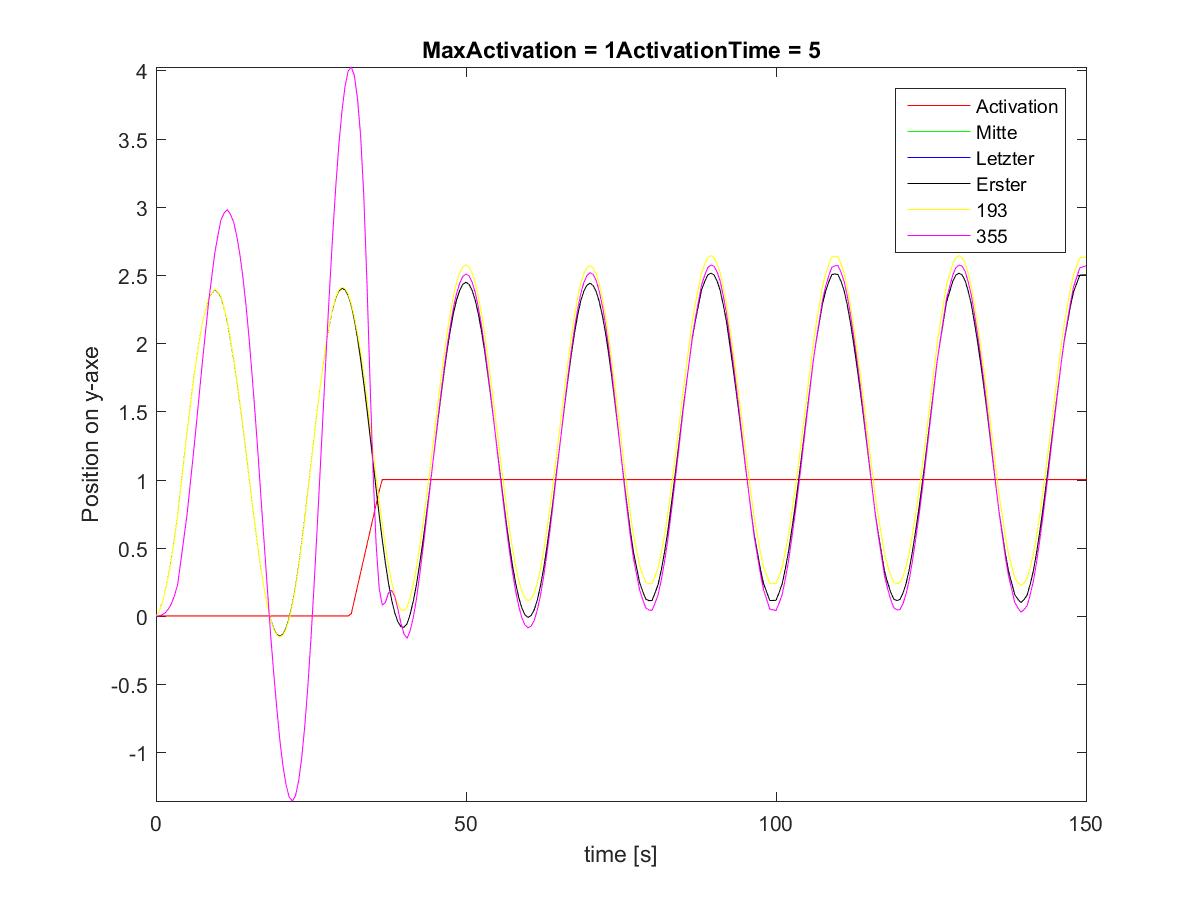 MaxActivation = 1ActivationTime = 5
4
3.5
3
2.5
2
1.5
1
0.5
0
-0.5
-1
Position on y-axe
Activation
Mitte
Letzter
Erster
193
355
0
50
100
150
time [s]